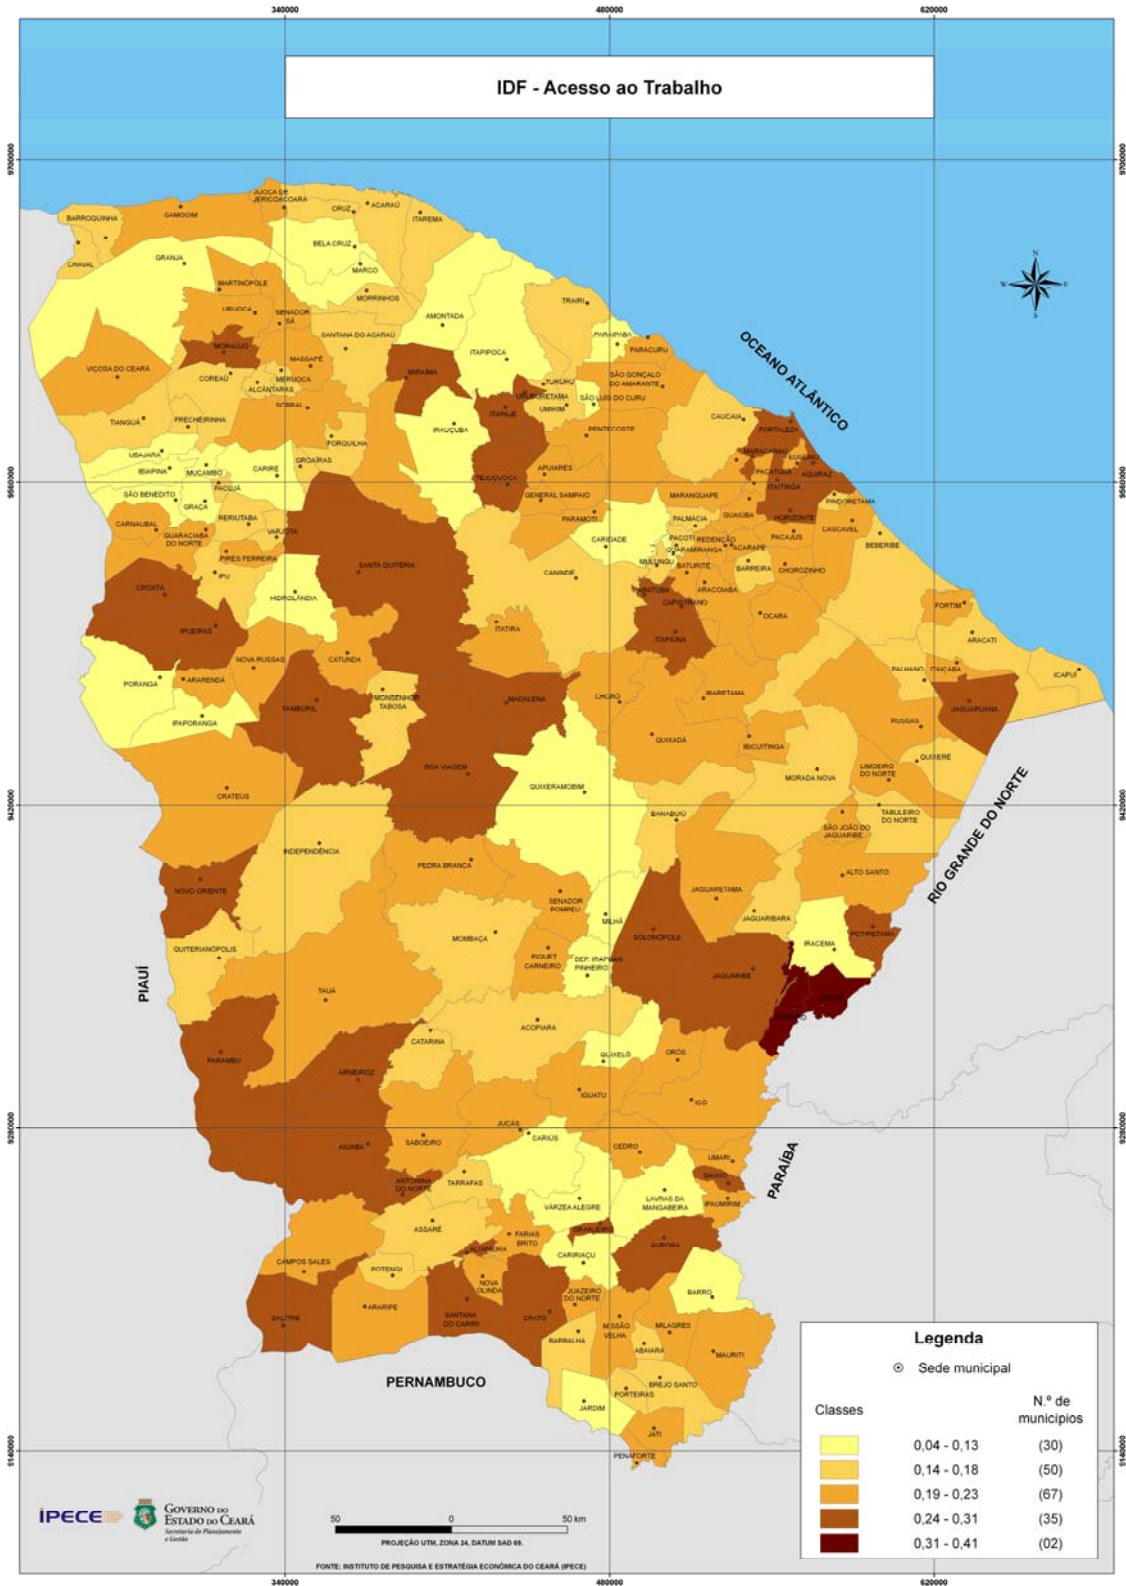 340000
480000
620000
IDF - Acesso ao Trabalho
9700000
9700000
JIJOCA DE
JERICOACOARA
CRUZ
ACARAÚ
ITAREMA
BARROQUINHA
CAMOCIM
CHAVAL
BELA CRUZ
GRANJA
MARCO
MARTINÓPOLE
MORRINHOS
TRAIRI
URUOCA
SENADOR
SÁ
AMONTADA
SANTANA DO ACARAÚ
PARAIPABA
PARACURU
OCEANO ATLÂNTICO
MORAÚJO
MASSAPÊ
ITAPIPOCA
VIÇOSA DO CEARÁ
COREAÚ
MERUOCA
ALCÂNTARAS
MIRAÍMA
SÃO GONÇALO
DO AMARANTE
TURURU
URUBURETAMA
SÃO LUÍS DO CURU
SOBRAL
ITAPAJÉ
UMIRIM
TIANGUÁ
FRECHEIRINHA
IRAUÇUBA
PENTECOSTE
CAUCAIA
FORTALEZA
FORQUILHA
UBAJARA
MARACANAÚ
EUSÉBIO
IBIAPINA
MUCAMBO
CARIRÉ
GROAÍRAS
TEJUÇUOCA
APUIARÉS
PACATUBA
AQUIRAZ
ITAITINGA
9560000
9560000
PACUJÁ
SÃO BENEDITO
GRAÇA
GENERAL SAMPAIO
MARANGUAPE
PINDORETAMA
CARNAUBAL
RERIUTABA
VARJOTA
PARAMOTI
PALMÁCIA
GUAIÚBA
HORIZONTE
CASCAVEL
GUARACIABA
DO NORTE
CARIDADE
PACOTI
REDENÇÃO
PACAJUS
BEBERIBE
GUARAMIRANGA
ACARAPE
PIRES FERREIRA
MULUNGU
BATURITÉ
BARREIRA
CHOROZINHO
IPU
SANTA QUITÉRIA
CANINDÉ
ARATUBA
ARACOIABA
CROATÁ
HIDROLÂNDIA
CAPISTRANO
OCARA
FORTIM
IPUEIRAS
ITATIRA
ITAPIÚNA
ARACATI
NOVA RUSSAS
CATUNDA
PALHANO
ITAIÇABA
ICAPUÍ
PORANGA
ARARENDÁ
MONSENHOR
TABOSA
MADALENA
CHORÓ
IBARETAMA
JAGUARUANA
TAMBORIL
IPAPORANGA
RUSSAS
QUIXADÁ
IBICUITINGA
QUIXERÉ
BOA VIAGEM
MORADA NOVA
LIMOEIRO
DO NORTE
CRATEÚS
QUIXERAMOBIM
9420000
9420000
BANABUIÚ
TABULEIRO
DO NORTE
SÃO JOÃO DO
JAGUARIBE
RIO GRANDE DO NORTE
INDEPENDÊNCIA
PEDRA BRANCA
ALTO SANTO
NOVO ORIENTE
JAGUARETAMA
SENADOR
POMPEU
MILHÃ
JAGUARIBARA
POTIRETAMA
SOLONÓPOLE
IRACEMA
MOMBAÇA
QUITERIANÓPOLIS
PIQUET
CARNEIRO
DEP. IRAPUAN
PINHEIRO
JAGUARIBE
PIAUÍ
TAUÁ
ACOPIARA
CATARINA
PARAMBU
QUIXELÔ
ORÓS
ARNEIROZ
IGUATU
ICÓ
9280000
9280000
JUCÁS
CARIÚS
SABOEIRO
CEDRO
UMARI
PARAÍBA
AIUABA
BAIXIO
ANTONINA
DO NORTE
TARRAFAS
VÁRZEA ALEGRE
LAVRAS DA
MANGABEIRA
IPAUMIRIM
ASSARÉ
FARIAS
BRITO
GRANJEIRO
AURORA
ALTANEIRA
CARIRIAÇU
CAMPOS SALES
POTENGI
NOVA
OLINDA
JUAZEIRO
DO NORTE
BARRO
SALITRE
ARARIPE
SANTANA
DO CARIRI
CRATO
MISSÃO
VELHA
MILAGRES
BARBALHA
ABAIARA
MAURITI
PERNAMBUCO
BREJO SANTO
PORTEIRAS
JARDIM
JATI
PENAFORTE
9140000
9140000
Legenda
Sede municipal
Classes
N.º de
municípios
0,04 - 0,13 (30)
0,14 - 0,18 (50)
0,19 - 0,23 (67)
0,24 - 0,31 (35)
0,31 - 0,41 (02)
IPECE
GOVERNO DO
ESTADO DO CEARÁ
Secretaria do Planejamento
e Gestão
50 0 50 km
PROJEÇÃO UTM, ZONA 24, DATUM SAD 69.
FONTE: INSTITUTO DE PESQUISA E ESTRATÉGIA ECONÔMICA DO CEARÁ (IPECE)
340000
480000
620000
N
W
E
S